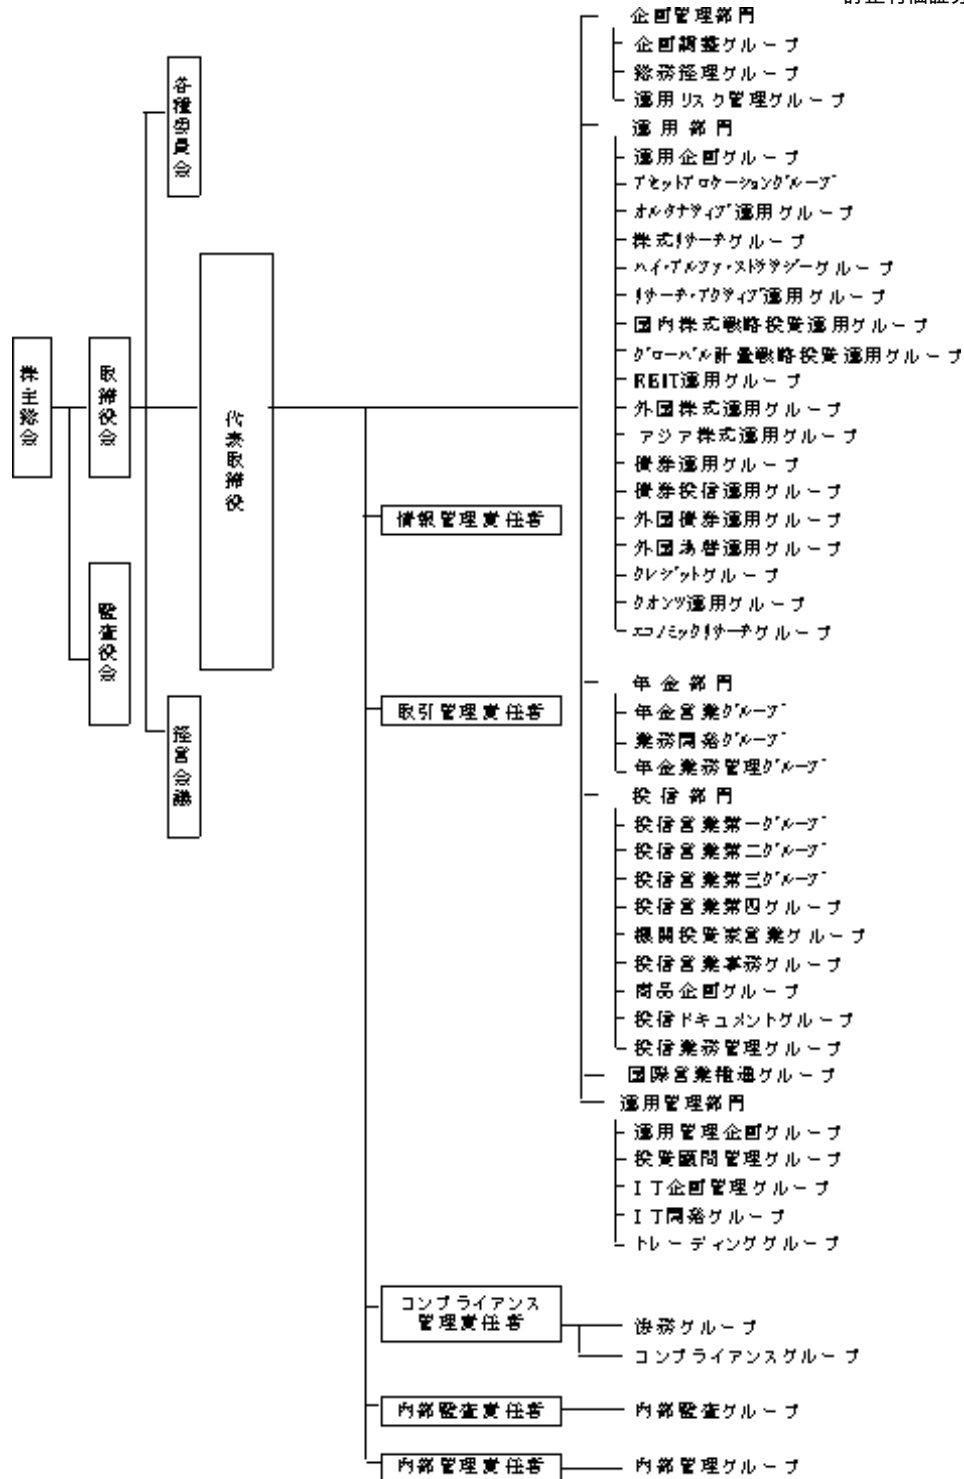 企画管理部門
企画調整グループ
総務経理グループ
運用リスク管理グループ
運用部門
運用企画グループ
アセットアロケーショングループ
オルタナティブ運用グループ
株式リサーチグループ
ハイ・アルファ・ストラテジーグループ
リサーチ・アクティブ運用グループ
国内株式戦略投資運用グループ
グローバル計量戦略投資運用グループ
REIT運用グループ
外国株式運用グループ
アジア株式運用グループ
債券運用グループ
債券投信運用グループ
外国債券運用グループ
外国為替運用グループ
クレジットグループ
クオンツ運用グループ
エコノミックリサーチグループ
各種委員会
株主総会
取締役会
代表取締役
監査役会
経営会議
情報管理責任者
取引管理責任者
年金部門
年金営業グループ
業務開発グループ
年金業務管理グループ
投信部門
投信営業第一グループ
投信営業第二グループ
投信営業第三グループ
投信営業第四グループ
機関投資家営業グループ
投信営業事務グループ
商品企画グループ
投信ドキュメントグループ
投信業務管理グループ
国際営業推進グループ
運用管理部門
運用管理企画グループ
投資顧問管理グループ
IT企画管理グループ
IT開発グループ
トレーディンググループ
コンプライアンス
管理責任者
法務グループ
コンプライアンスグループ
内部監査責任者
内部監査グループ
内部管理責任者
内部管理グループ